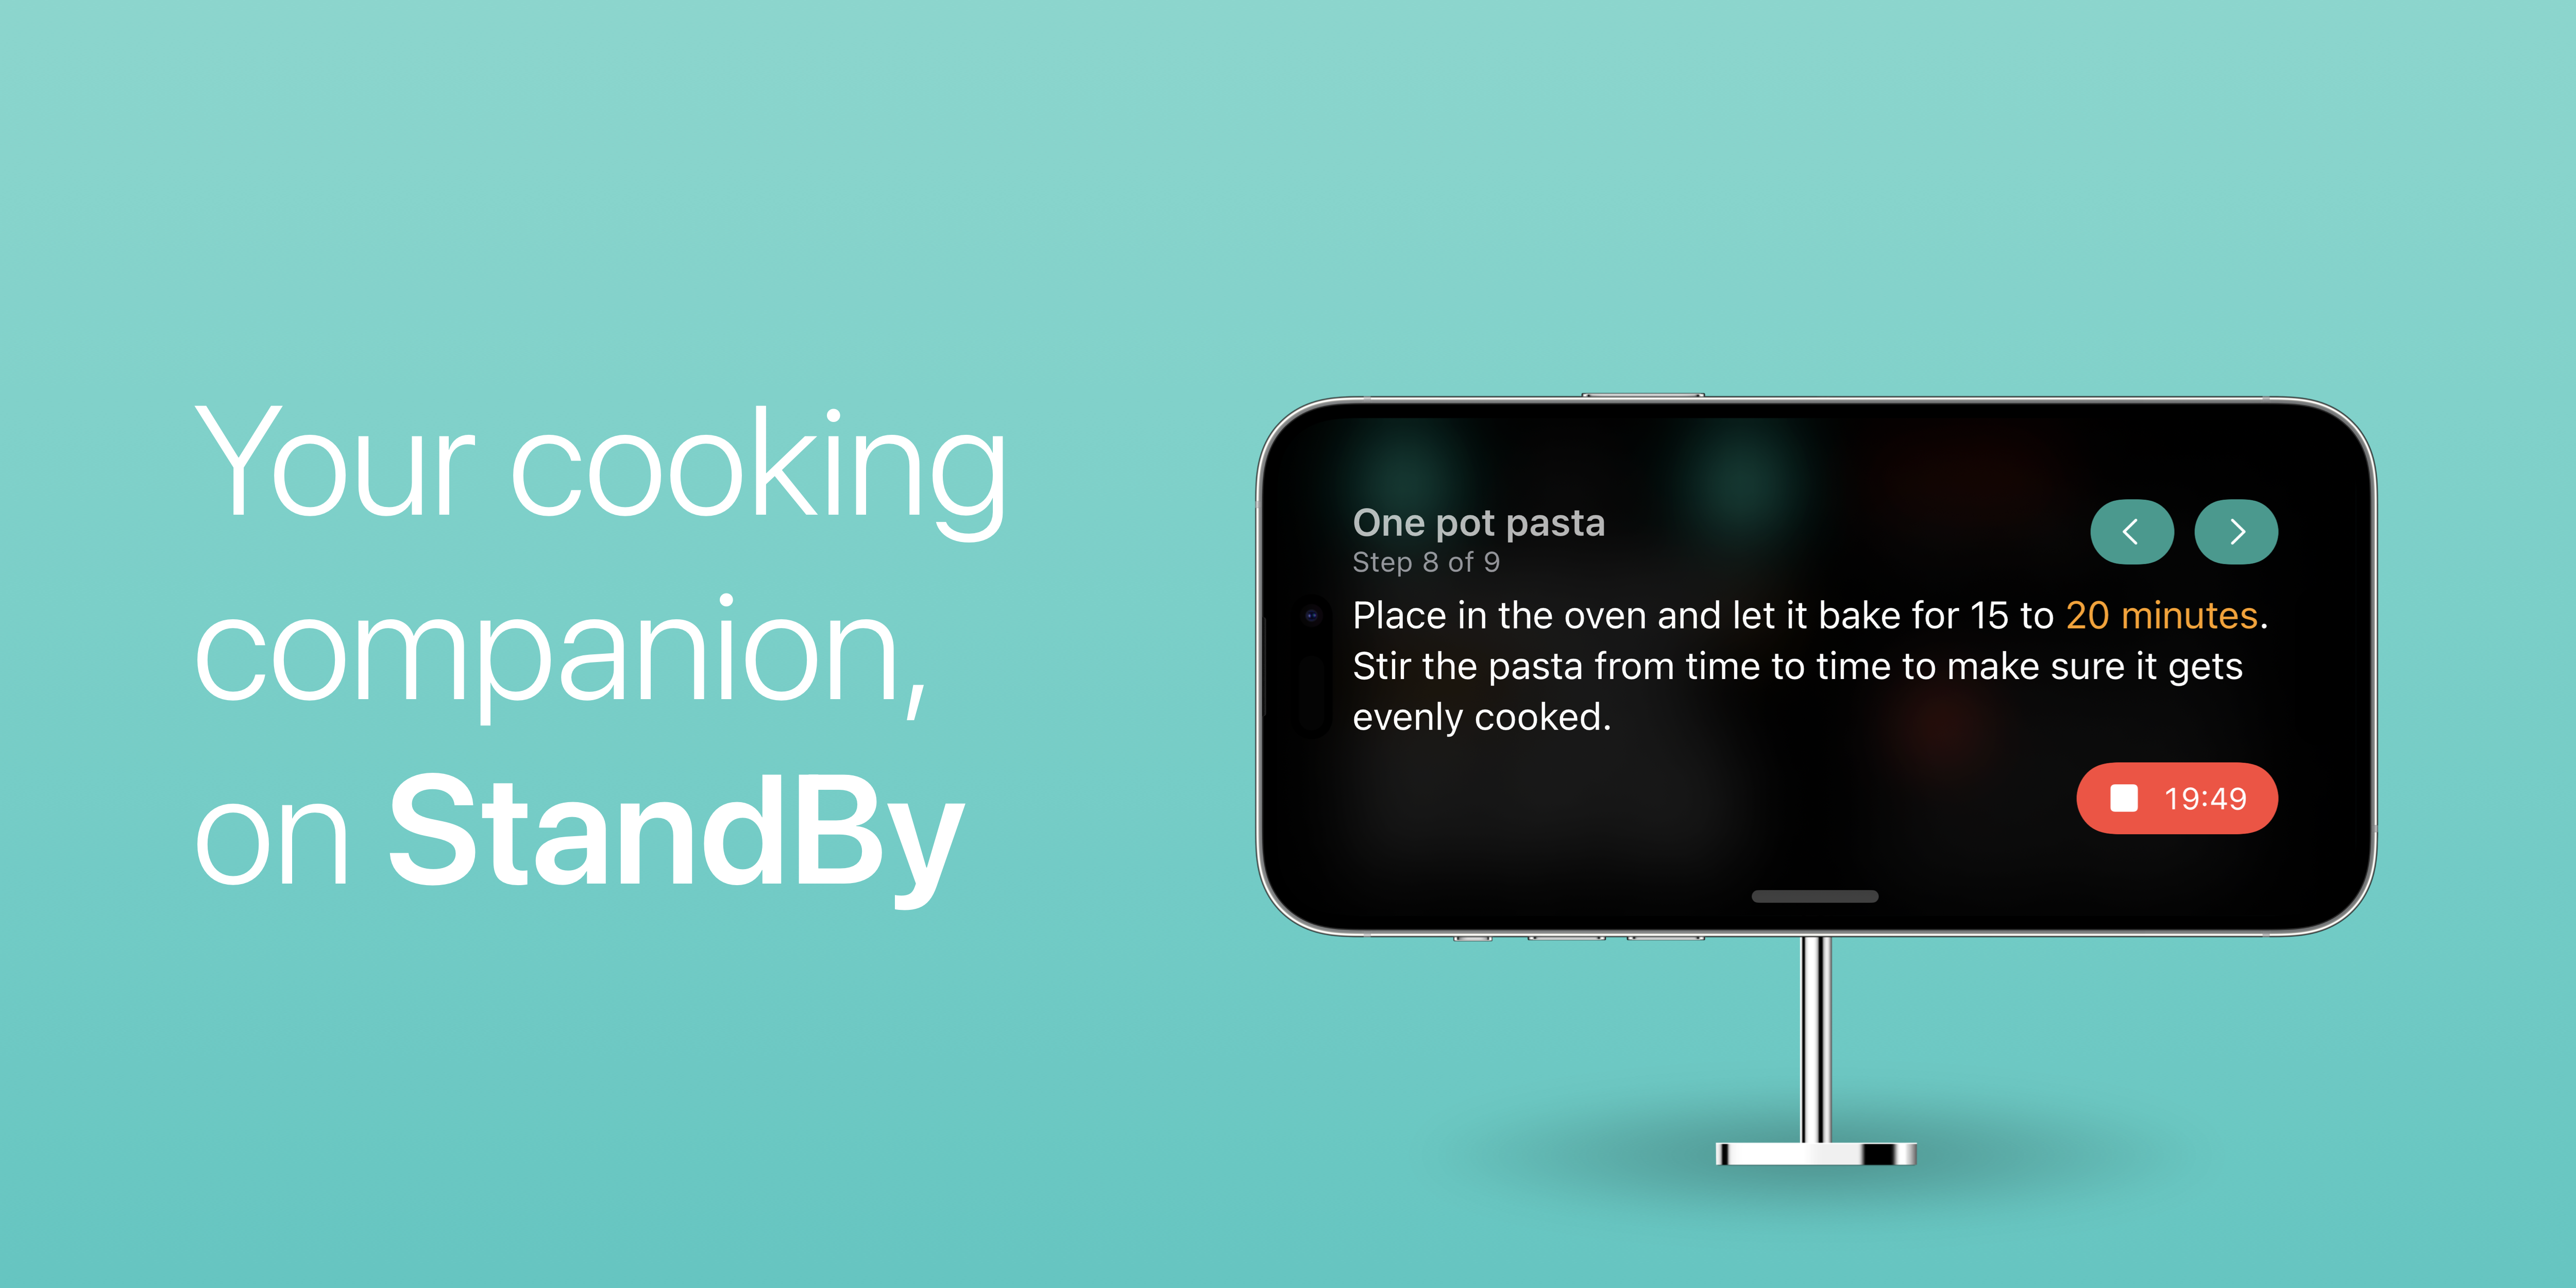 Your cooking
companion,
on StandBy
One pot pasta
Step 8 of 9
Place in the oven and let it bake for 15 to 20 minutes.
Stir the pasta from time to time to make sure it gets
evenly cooked.
19:49